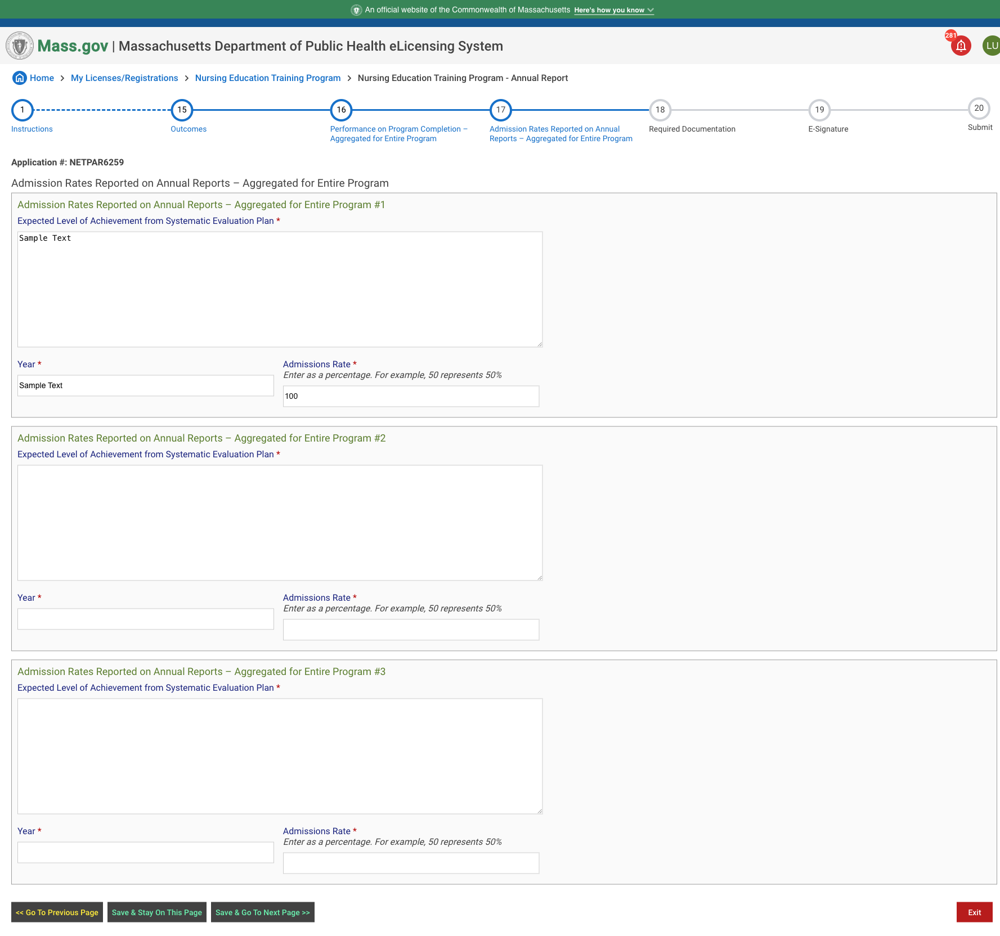 An official website of the Commonwealth of Massachusetts Here's how you know
Mass.gov | Massachusetts Department of Public Health eLicensing System
281
LU
Home > My Licenses/Registrations > Nursing Education Training Program > Nursing Education Training Program - Annual Report
1 15 16 17 18 19 20
Instructions
Outcomes
Performance on Program Completion –
Aggregated for Entire Program
Admission Rates Reported on Annual
Reports – Aggregated for Entire Program
Required Documentation
E-Signature
Submit
Application #: NETPAR6259
Admission Rates Reported on Annual Reports – Aggregated for Entire Program
Admission Rates Reported on Annual Reports – Aggregated for Entire Program #1
Expected Level of Achievement from Systematic Evaluation Plan *
Sample Text
Year *
Sample Text
Admissions Rate *
Enter as a percentage. For example, 50 represents 50%
100
Admission Rates Reported on Annual Reports – Aggregated for Entire Program #2
Expected Level of Achievement from Systematic Evaluation Plan *
Year *
Admissions Rate *
Enter as a percentage. For example, 50 represents 50%
Admission Rates Reported on Annual Reports – Aggregated for Entire Program #3
Expected Level of Achievement from Systematic Evaluation Plan *
Year *
Admissions Rate *
Enter as a percentage. For example, 50 represents 50%
<< Go To Previous Page
Save & Stay On This Page
Save & Go To Next Page >>
Exit